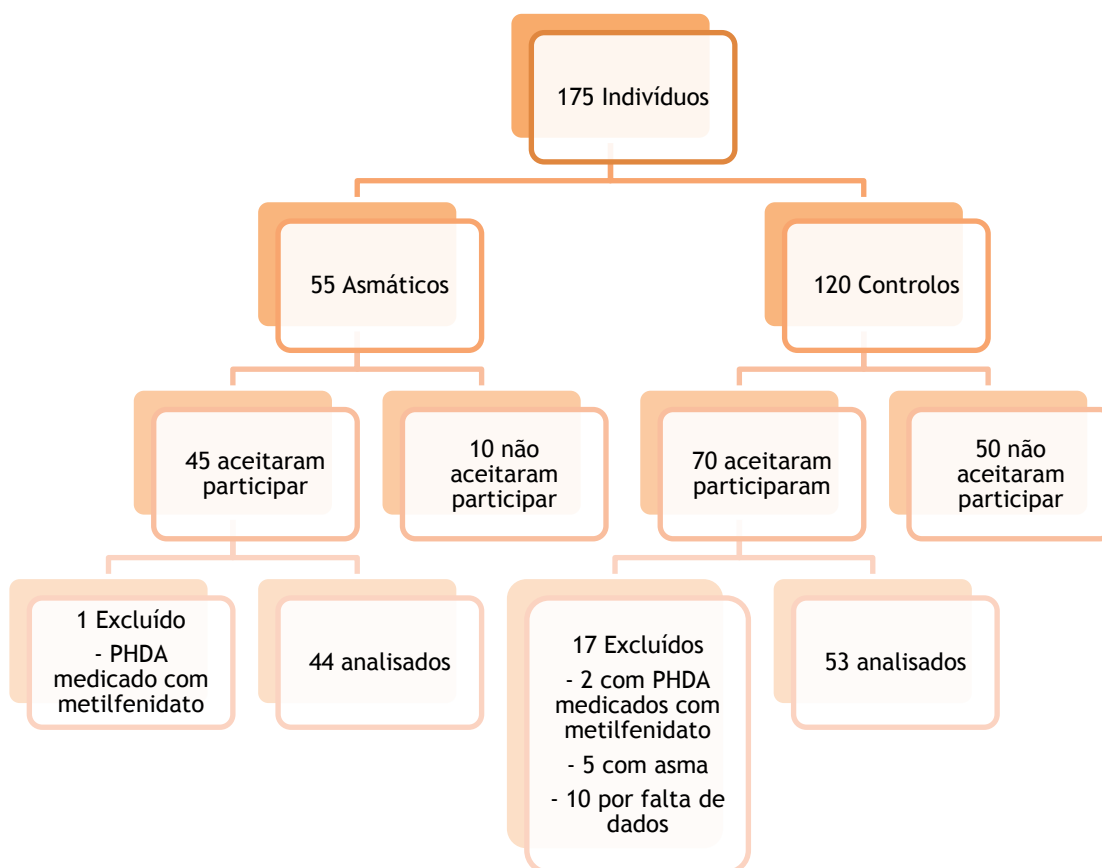 175 Indivíduos
55 Asmáticos
120 Controlos
45 aceitaram
participar
10 não
aceitaram
participar
70 aceitaram
participaram
50 não
aceitaram
participar
1 Excluído
- PHDA
medicado com
metilfenidato
44 analisados
17 Excluídos
- 2 com PHDA
medicados com
metilfenidato
- 5 com asma
- 10 por falta de
dados
53 analisados